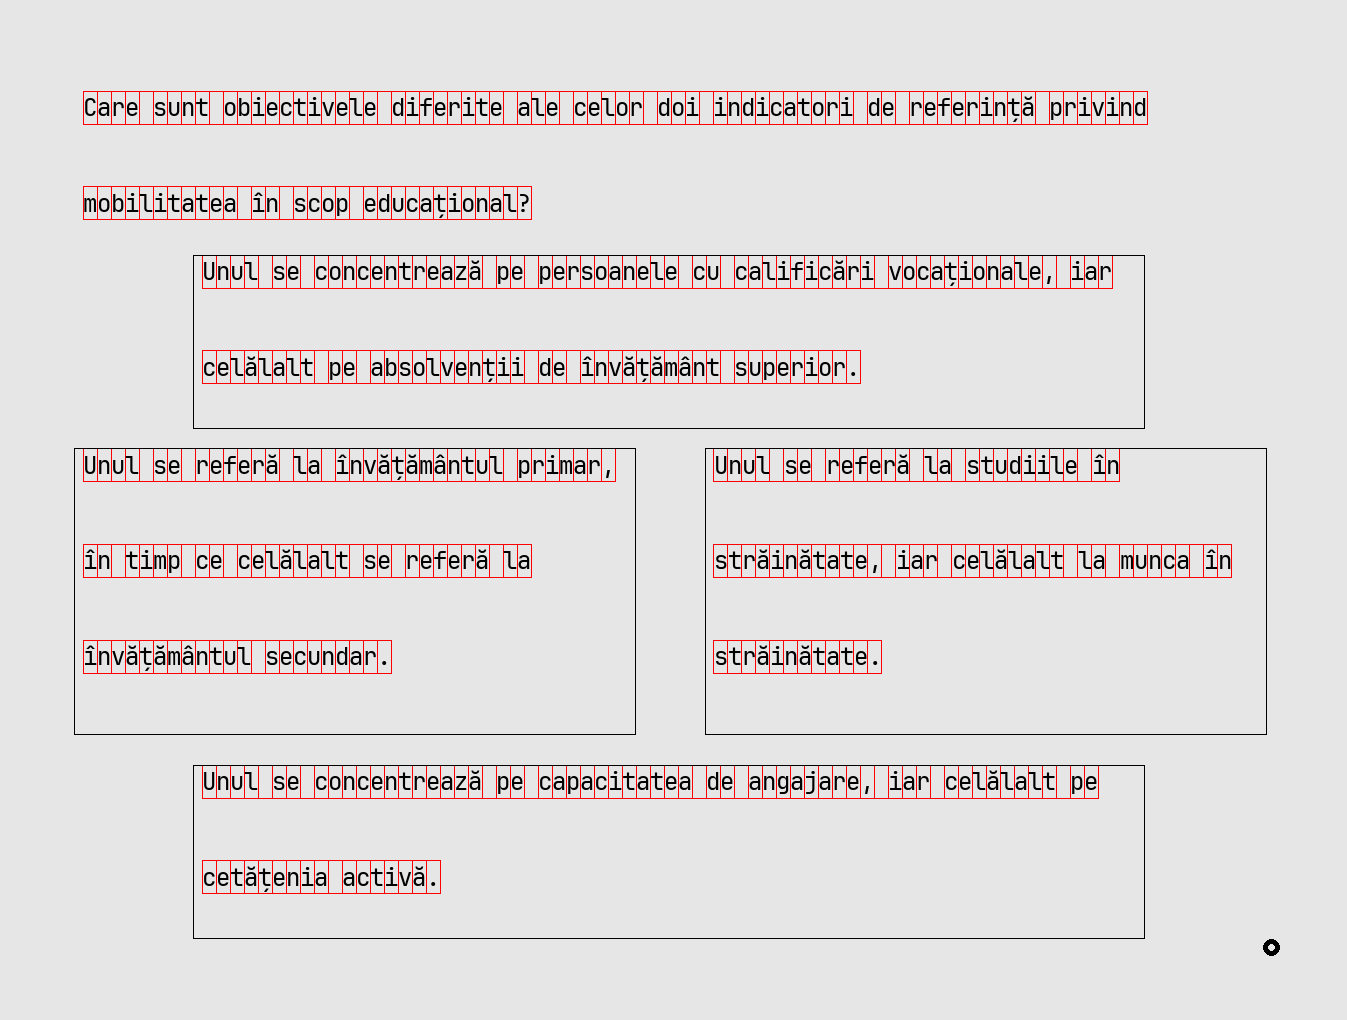 Care sunt obiectivele diferite ale celor doi indicatori de referință privind
mobilitatea în scop educațional?
Unul se concentrează pe persoanele cu calificări vocaționale, iar
celălalt pe absolvenții de învățământ superior.
Unul se referă la învățământul primar,
în timp ce celălalt se referă la
învățământul secundar.
Unul se referă la studiile în
străinătate, iar celălalt la munca în
străinătate.
Unul se concentrează pe capacitatea de angajare, iar celălalt pe
cetățenia activă.